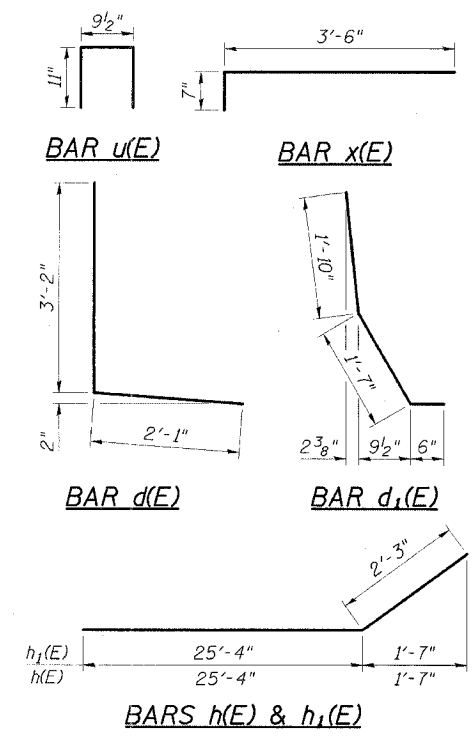 9½"
11"
BAR u(E)
3'-6"
7"
BAR x(E)
3'-2"
2"
2'-1"
BAR d(E)
1'-10"
1'-7"
2⅜" 9½" 6"
BAR d₁(E)
2'-3"
h₁(E) 25'-4" 1'-7"
h(E) 25'-4" 1'-7"
BARS h(E) & h₁(E)